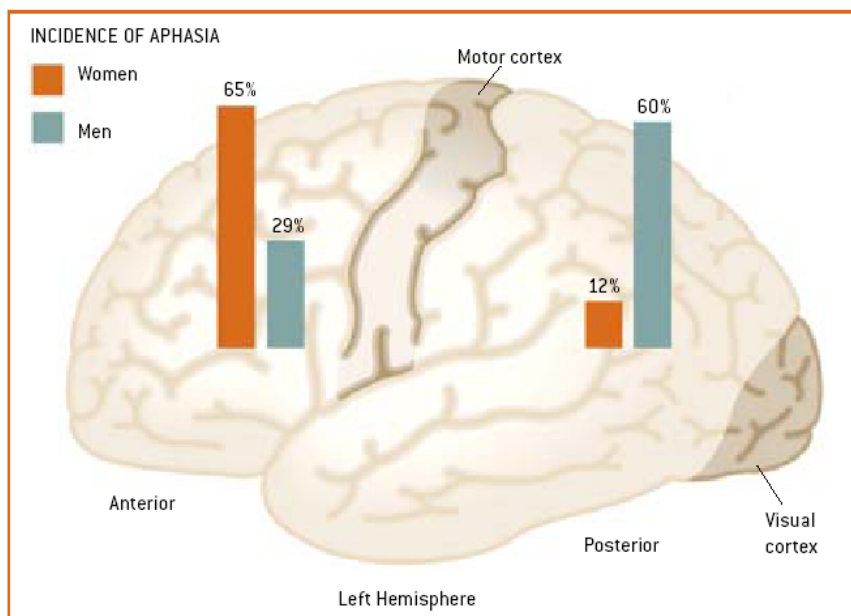 INCIDENCE OF APHASIA
Women
Men
65%
29%
Motor cortex
60%
12%
Anterior
Posterior
Visual
cortex
Left Hemisphere